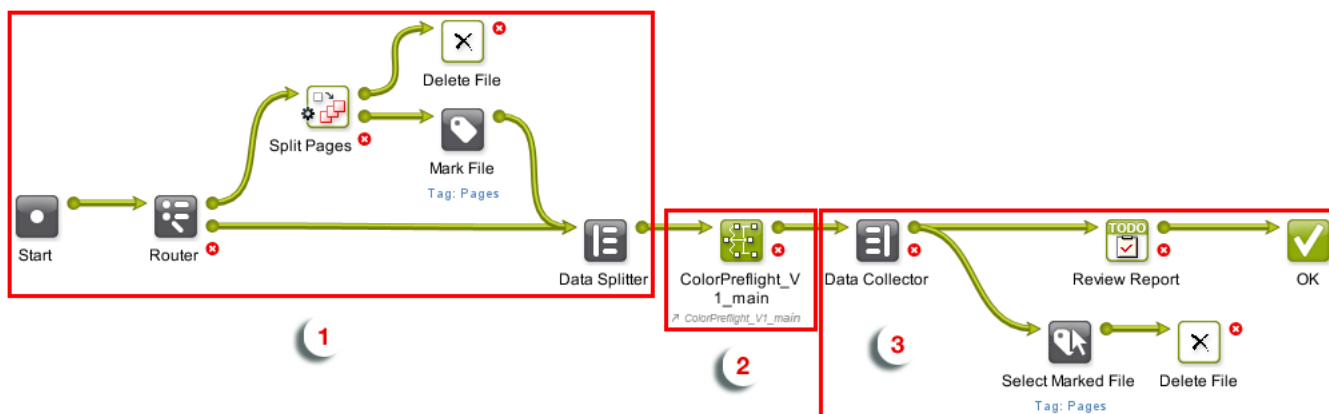 Delete File
Split Pages
Mark File
Tag: Pages
Start
Router
Data Splitter
ColorPreflight_V
1_main
ColorPreflight_V1_main
Data Collector
TODO
Review Report
OK
1
2
3
Select Marked File
Delete File
Tag: Pages